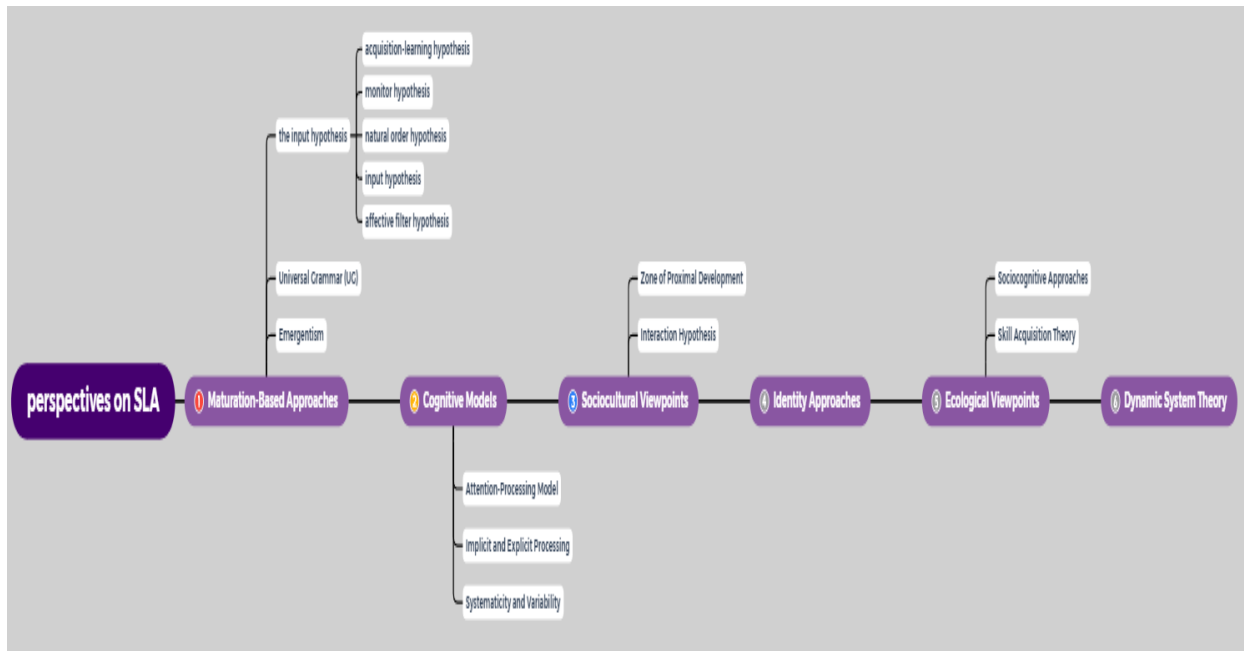 perspectives on SLA
1 Maturation-Based Approaches
the input hypothesis
acquisition-learning hypothesis
monitor hypothesis
natural order hypothesis
input hypothesis
affective filter hypothesis
Universal Grammar (UG)
Emergentism
2 Cognitive Models
Attention-Processing Model
Implicit and Explicit Processing
Systematicity and Variability
3 Sociocultural Viewpoints
Zone of Proximal Development
Interaction Hypothesis
4 Identity Approaches
5 Ecological Viewpoints
Sociocognitive Approaches
Skill Acquisition Theory
6 Dynamic System Theory